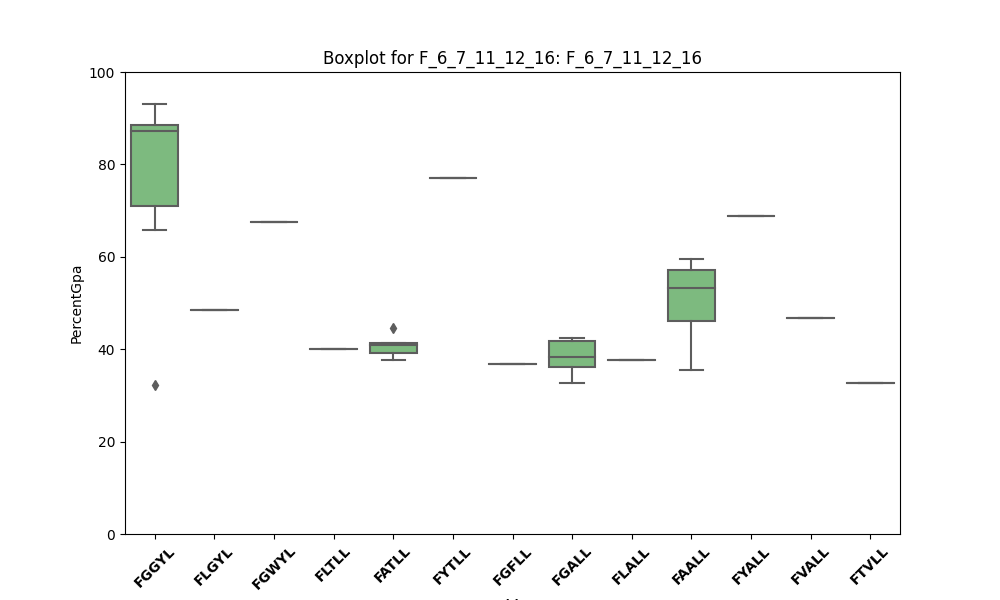 Boxplot for F_6_7_11_12_16: F_6_7_11_12_16
PercentGpa
100
80
60
40
20
0
FGGYL
FLGYL
FGWYL
FLTLL
FATLL
FYTLL
FGFLL
FGALL
FLALL
FAALL
FYALL
FVALL
FTVLL